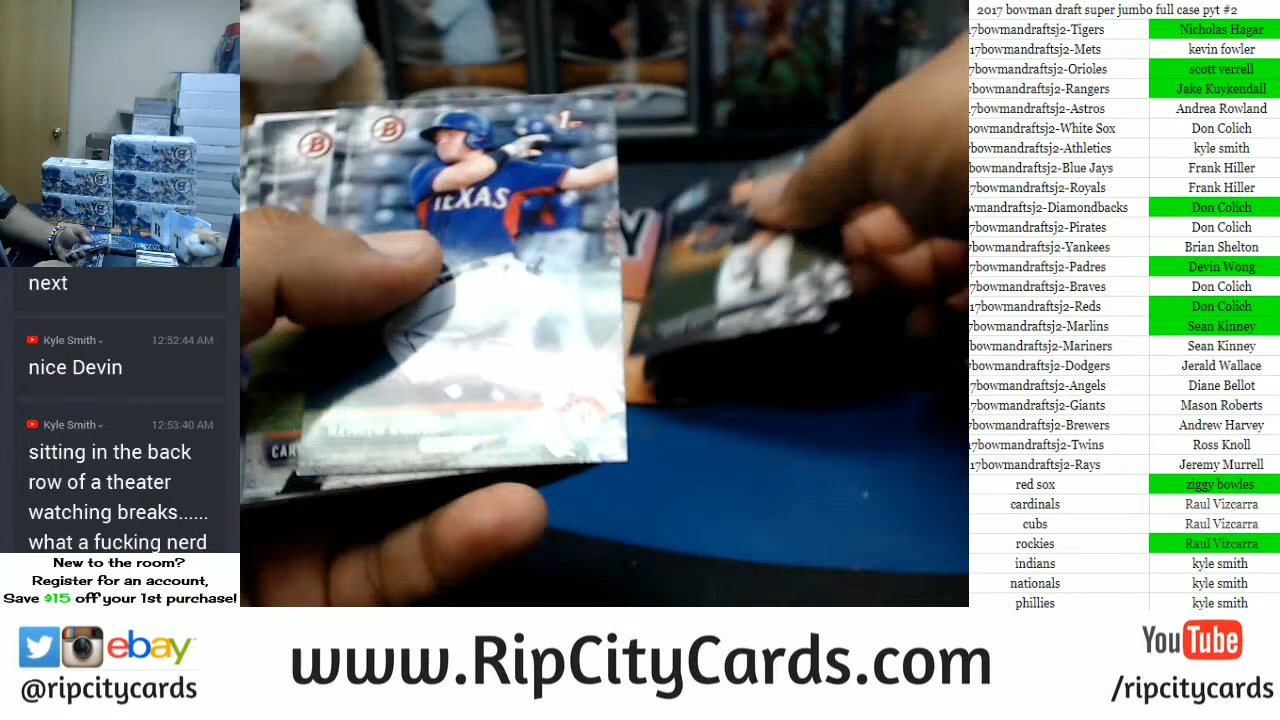 next
Kyle Smith 12:52:44 AM
nice Devin
Kyle Smith 12:53:40 AM
sitting in the back
row of a theater
watching breaks......
what a fucking nerd
New to the room?
Register for an account,
Save $15 off your 1st purchase!
B
B
1st
TEXAS
CAR
Y
R
T
2017 bowman draft super jumbo full case pyt #2
17bowmandraftsj2-Tigers Nicholas Hagar
7bowmandraftsj2-Mets kevin fowler
7bowmandraftsj2-Orioles scott verrell
7bowmandraftsj2-Rangers Jake Kuykendall
17bowmandraftsj2-Astros Andrea Rowland
bowmandraftsj2-White Sox Don Colich
7bowmandraftsj2-Athletics kyle smith
7bowmandraftsj2-Blue Jays Frank Hiller
7bowmandraftsj2-Royals Frank Hiller
wmandraftsj2-Diamondbacks Don Colich
7bowmandraftsj2-Pirates Don Colich
7bowmandraftsj2-Yankees Brian Shelton
7bowmandraftsj2-Padres Devin Wong
7bowmandraftsj2-Braves Don Colich
17bowmandraftsj2-Reds Don Colich
7bowmandraftsj2-Marlins Sean Kinney
bowmandraftsj2-Mariners Sean Kinney
7bowmandraftsj2-Dodgers Jerald Wallace
7bowmandraftsj2-Angels Diane Bellot
7bowmandraftsj2-Giants Mason Roberts
7bowmandraftsj2-Brewers Andrew Harvey
7bowmandraftsj2-Twins Ross Knoll
17bowmandraftsj2-Rays Jeremy Murrell
red sox ziggy bowles
cardinals Raul Vizcarra
cubs Raul Vizcarra
rockies Raul Vizcarra
indians kyle smith
nationals kyle smith
phillies kyle smith
ebay
@ripcitycards
www.RipCityCards.com
YouTube
/ripcitycards